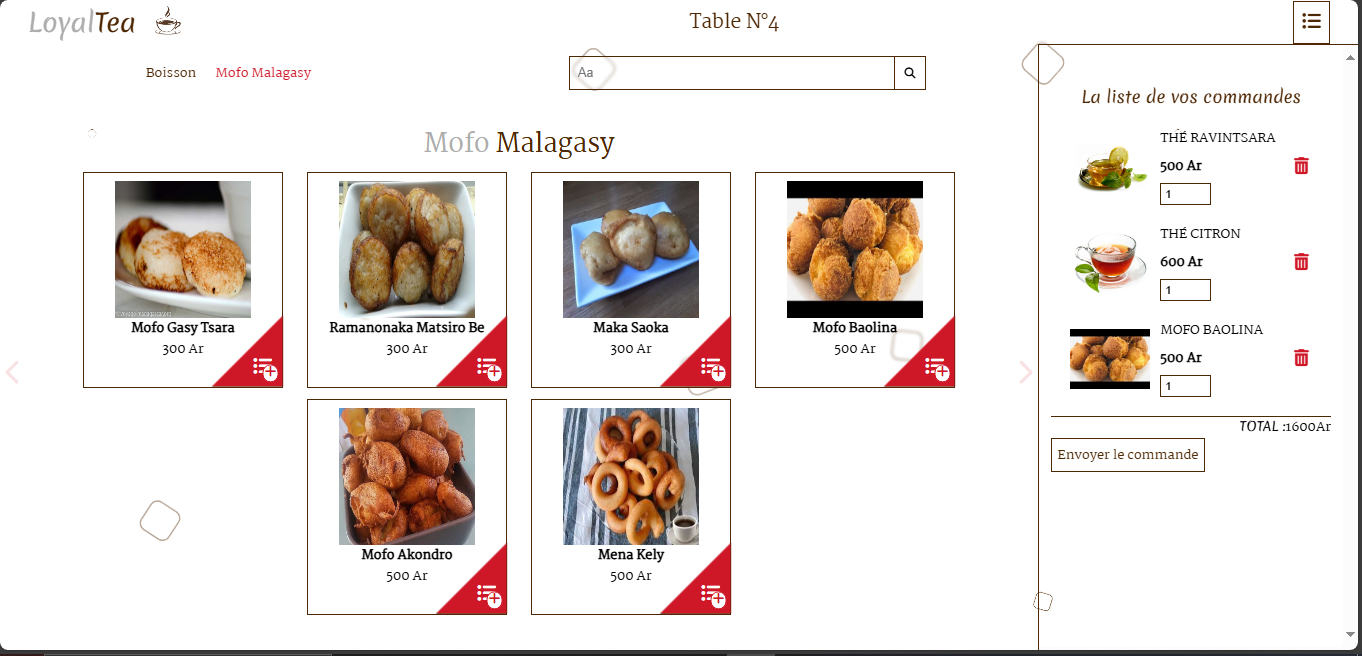 LoyalTea
Table N°4
Boisson Mofo Malagasy
Aa
Mofo Malagasy
Mofo Gasy Tsara
300 Ar
Ramanonaka Matsiro Be
300 Ar
Maka Saoka
300 Ar
Mofo Baolina
500 Ar
Mofo Akondro
500 Ar
Mena Kely
500 Ar
La liste de vos commandes
THÉ RAVINTSARA
500 Ar
1
THÉ CITRON
600 Ar
1
MOFO BAOLINA
500 Ar
1
TOTAL :1600Ar
Envoyer le commande